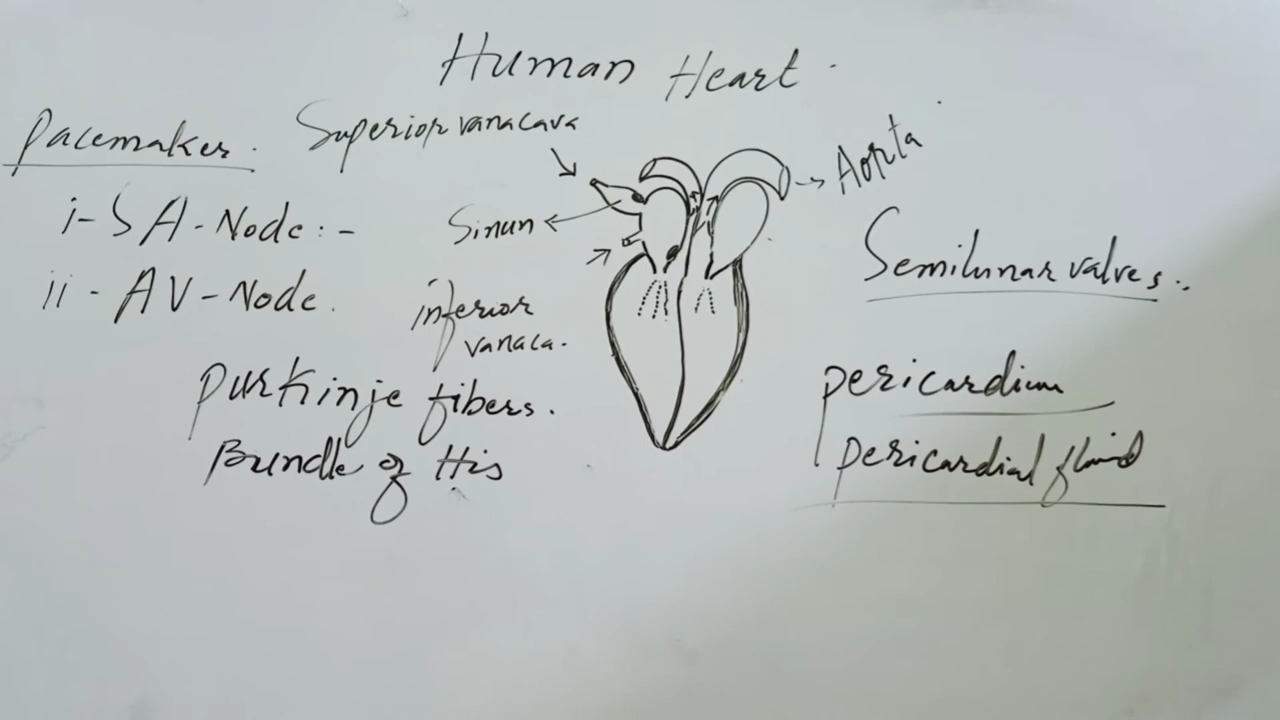 Human Heart.
Pacemaker.
Superior vanacava
Aorta
i- SA-Node:-
Sinun
Semilunar valves..
ii - AV-Node.
inferior
vanaca.
purkinje fibers.
pericardium
Bundle of His
pericardial fluid